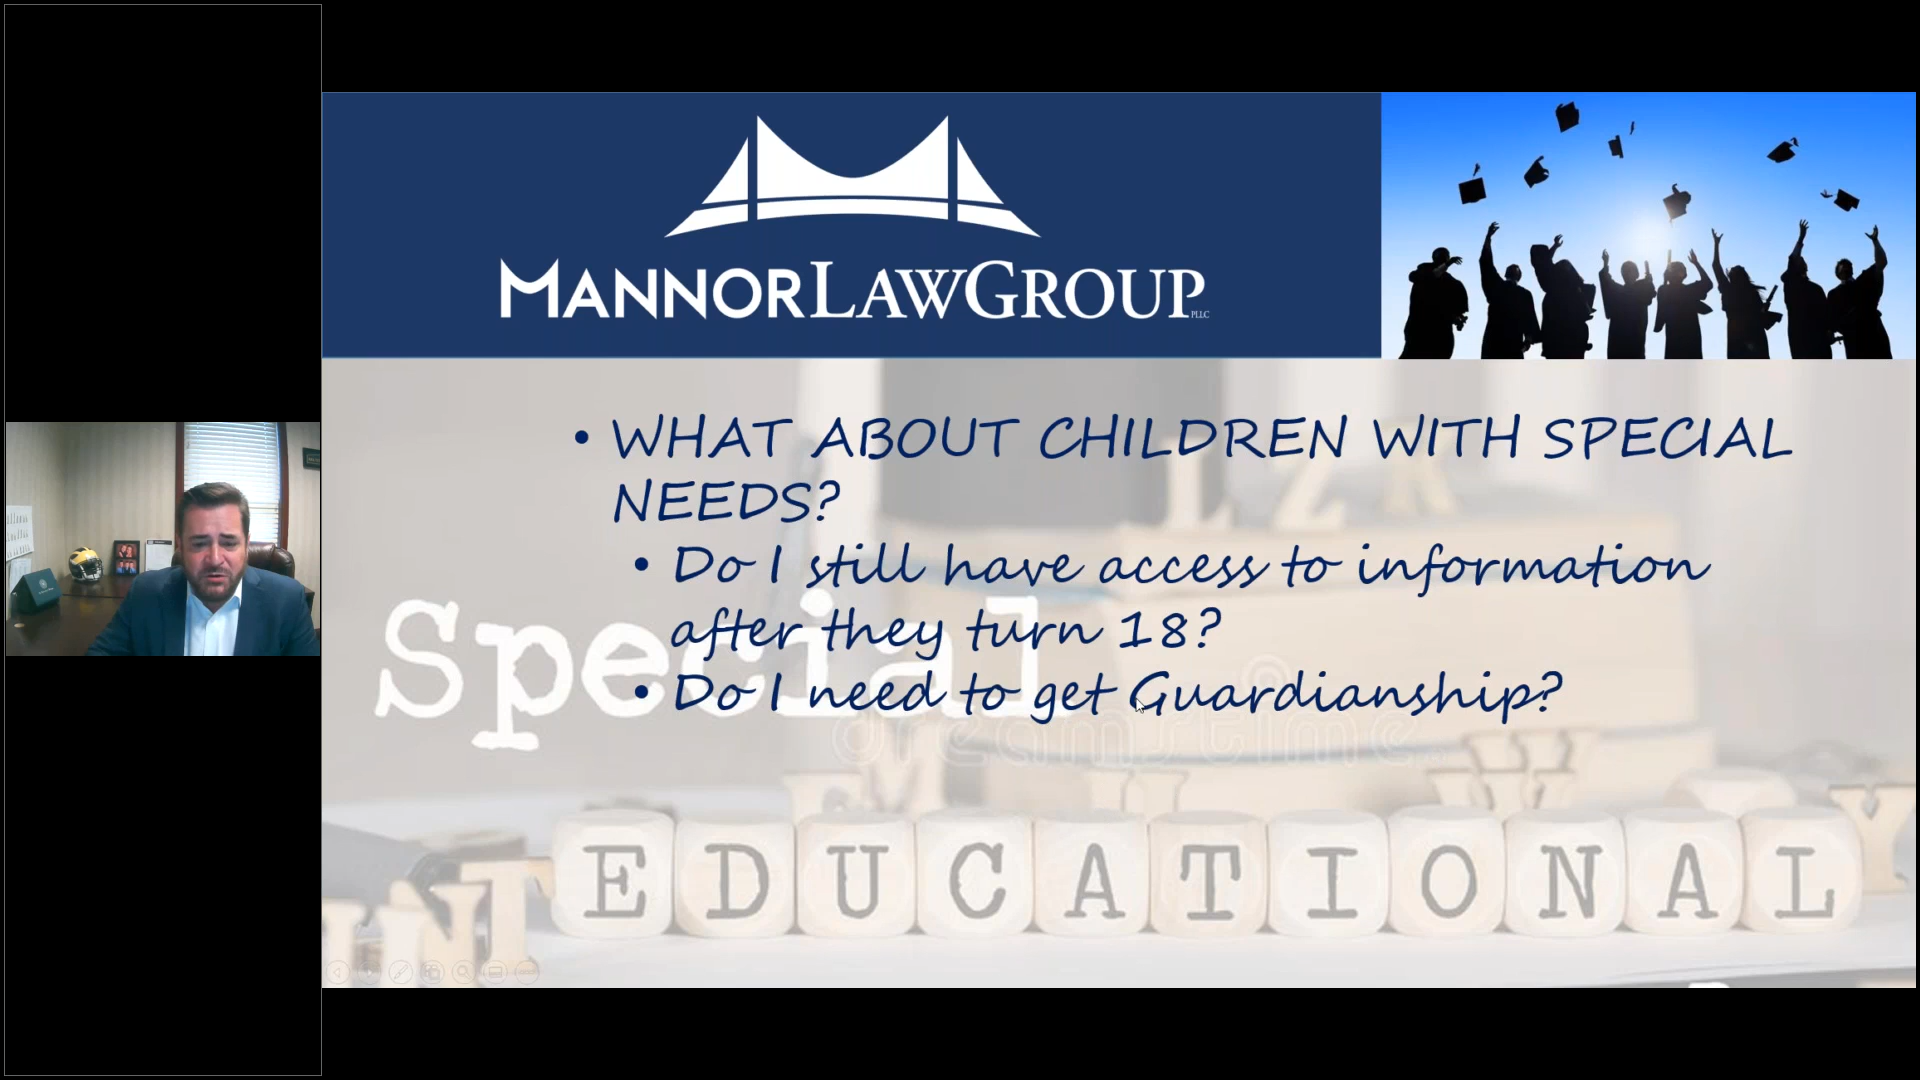 MANNORLAWGROUP
PLLC
• WHAT ABOUT CHILDREN WITH SPECIAL
NEEDS?
• Do I still have access to information
after they turn 18?
• Do I need to get Guardianship?
Special
dreamstime
EDUCATIONAL